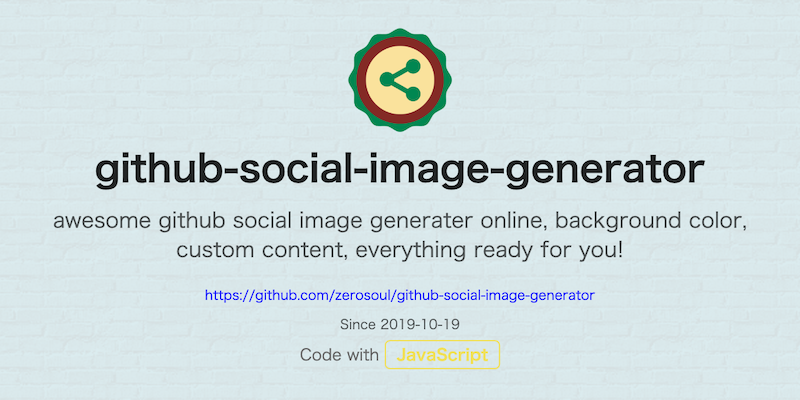 github-social-image-generator
awesome github social image generater online, background color,
custom content, everything ready for you!
https://github.com/zerosoul/github-social-image-generator
Since 2019-10-19
Code with JavaScript